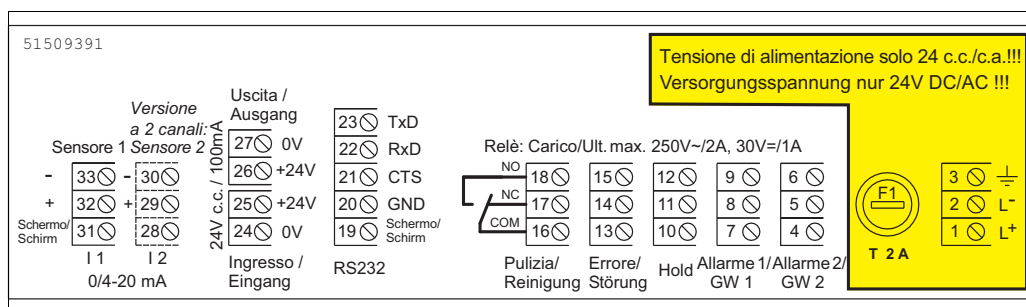 51509391
Tensione di alimentazione solo 24 c.c./c.a.!!!
Versorgungsspannung nur 24V DC/AC !!!
Versione
a 2 canali:
Sensore 1 Sensore 2
- 33 - 30
+ 32 + 29
Schermo/
Schirm
31 28
I 1 I 2
0/4-20 mA
24V c.c. / 100mA
Uscita /
Ausgang
27 0V
26 +24V
25 +24V
24 0V
Ingresso /
Eingang
23 TxD
22 RxD
21 CTS
20 GND
19 Schermo/
Schirm
RS232
Relè: Carico/Ult. max. 250V~/2A, 30V=/1A
NO 18 15 12 9 6
NC 17 14 11 8 5
COM 16 13 10 7 4
Pulizia/
Reinigung
Errore/
Störung
Hold
Allarme 1/
GW 1
Allarme 2/
GW 2
F1
T 2 A
3
2 L-
1 L+